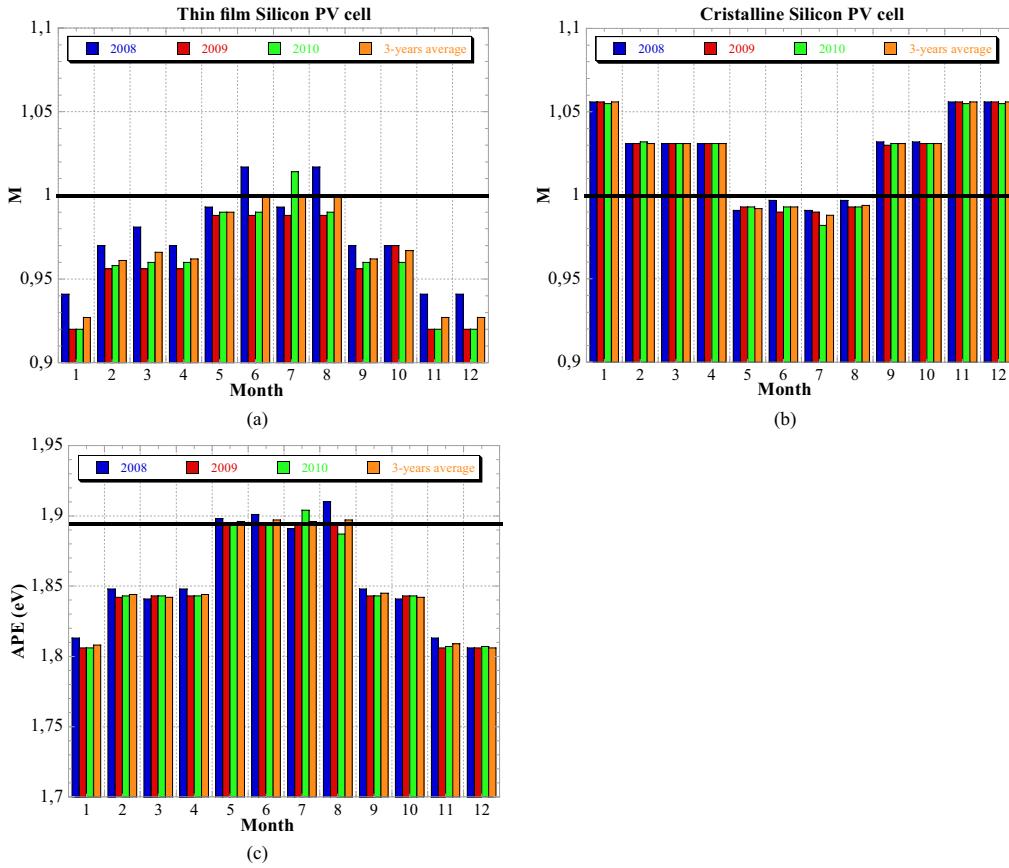 Thin film Silicon PV cell
1,1
2008 2009 2010 3-years average
1,05
M
1
0,95
0,9
1 2 3 4 5 6 7 8 9 10 11 12
Month
(a)
Cristalline Silicon PV cell
1,1
2008 2009 2010 3-years average
1,05
M
1
0,95
0,9
1 2 3 4 5 6 7 8 9 10 11 12
Month
(b)
1,95
2008 2009 2010 3-years average
1,9
1,85
APE (eV)
1,8
1,75
1,7
1 2 3 4 5 6 7 8 9 10 11 12
Month
(c)